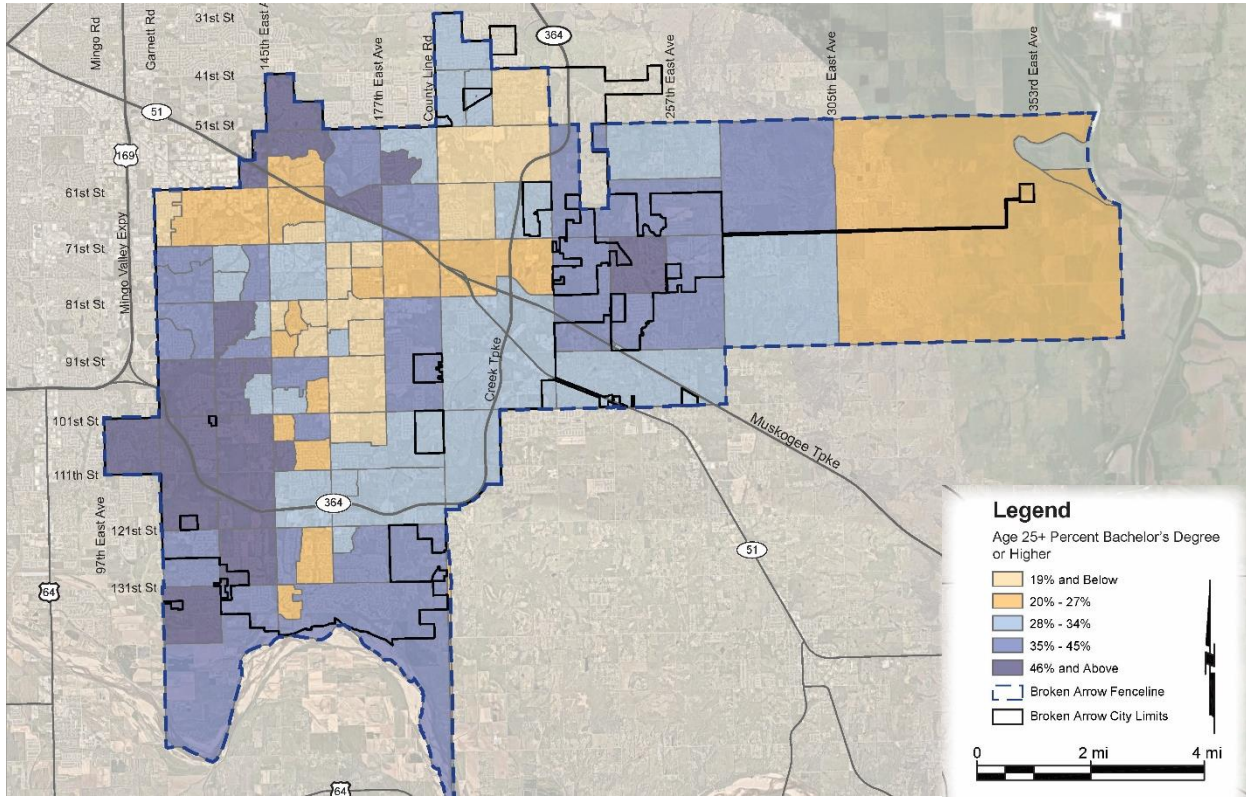 Mingo Rd
Garnett Rd
145th East A
177th East Ave
County Line Rd
257th East Ave
305th East Ave
353rd East Ave
31st St
41st St
51st St
61st St
71st St
81st St
91st St
101st St
111th St
121st St
131st St
51
364
169
Mingo Valley Expy
Creek Tpke
Muskogee Tpke
364
97th East Ave
64
51
64
Legend
Age 25+ Percent Bachelor's Degree
or Higher
19% and Below
20% - 27%
28% - 34%
35% - 45%
46% and Above
Broken Arrow Fenceline
Broken Arrow City Limits
0 2 mi 4 mi
N